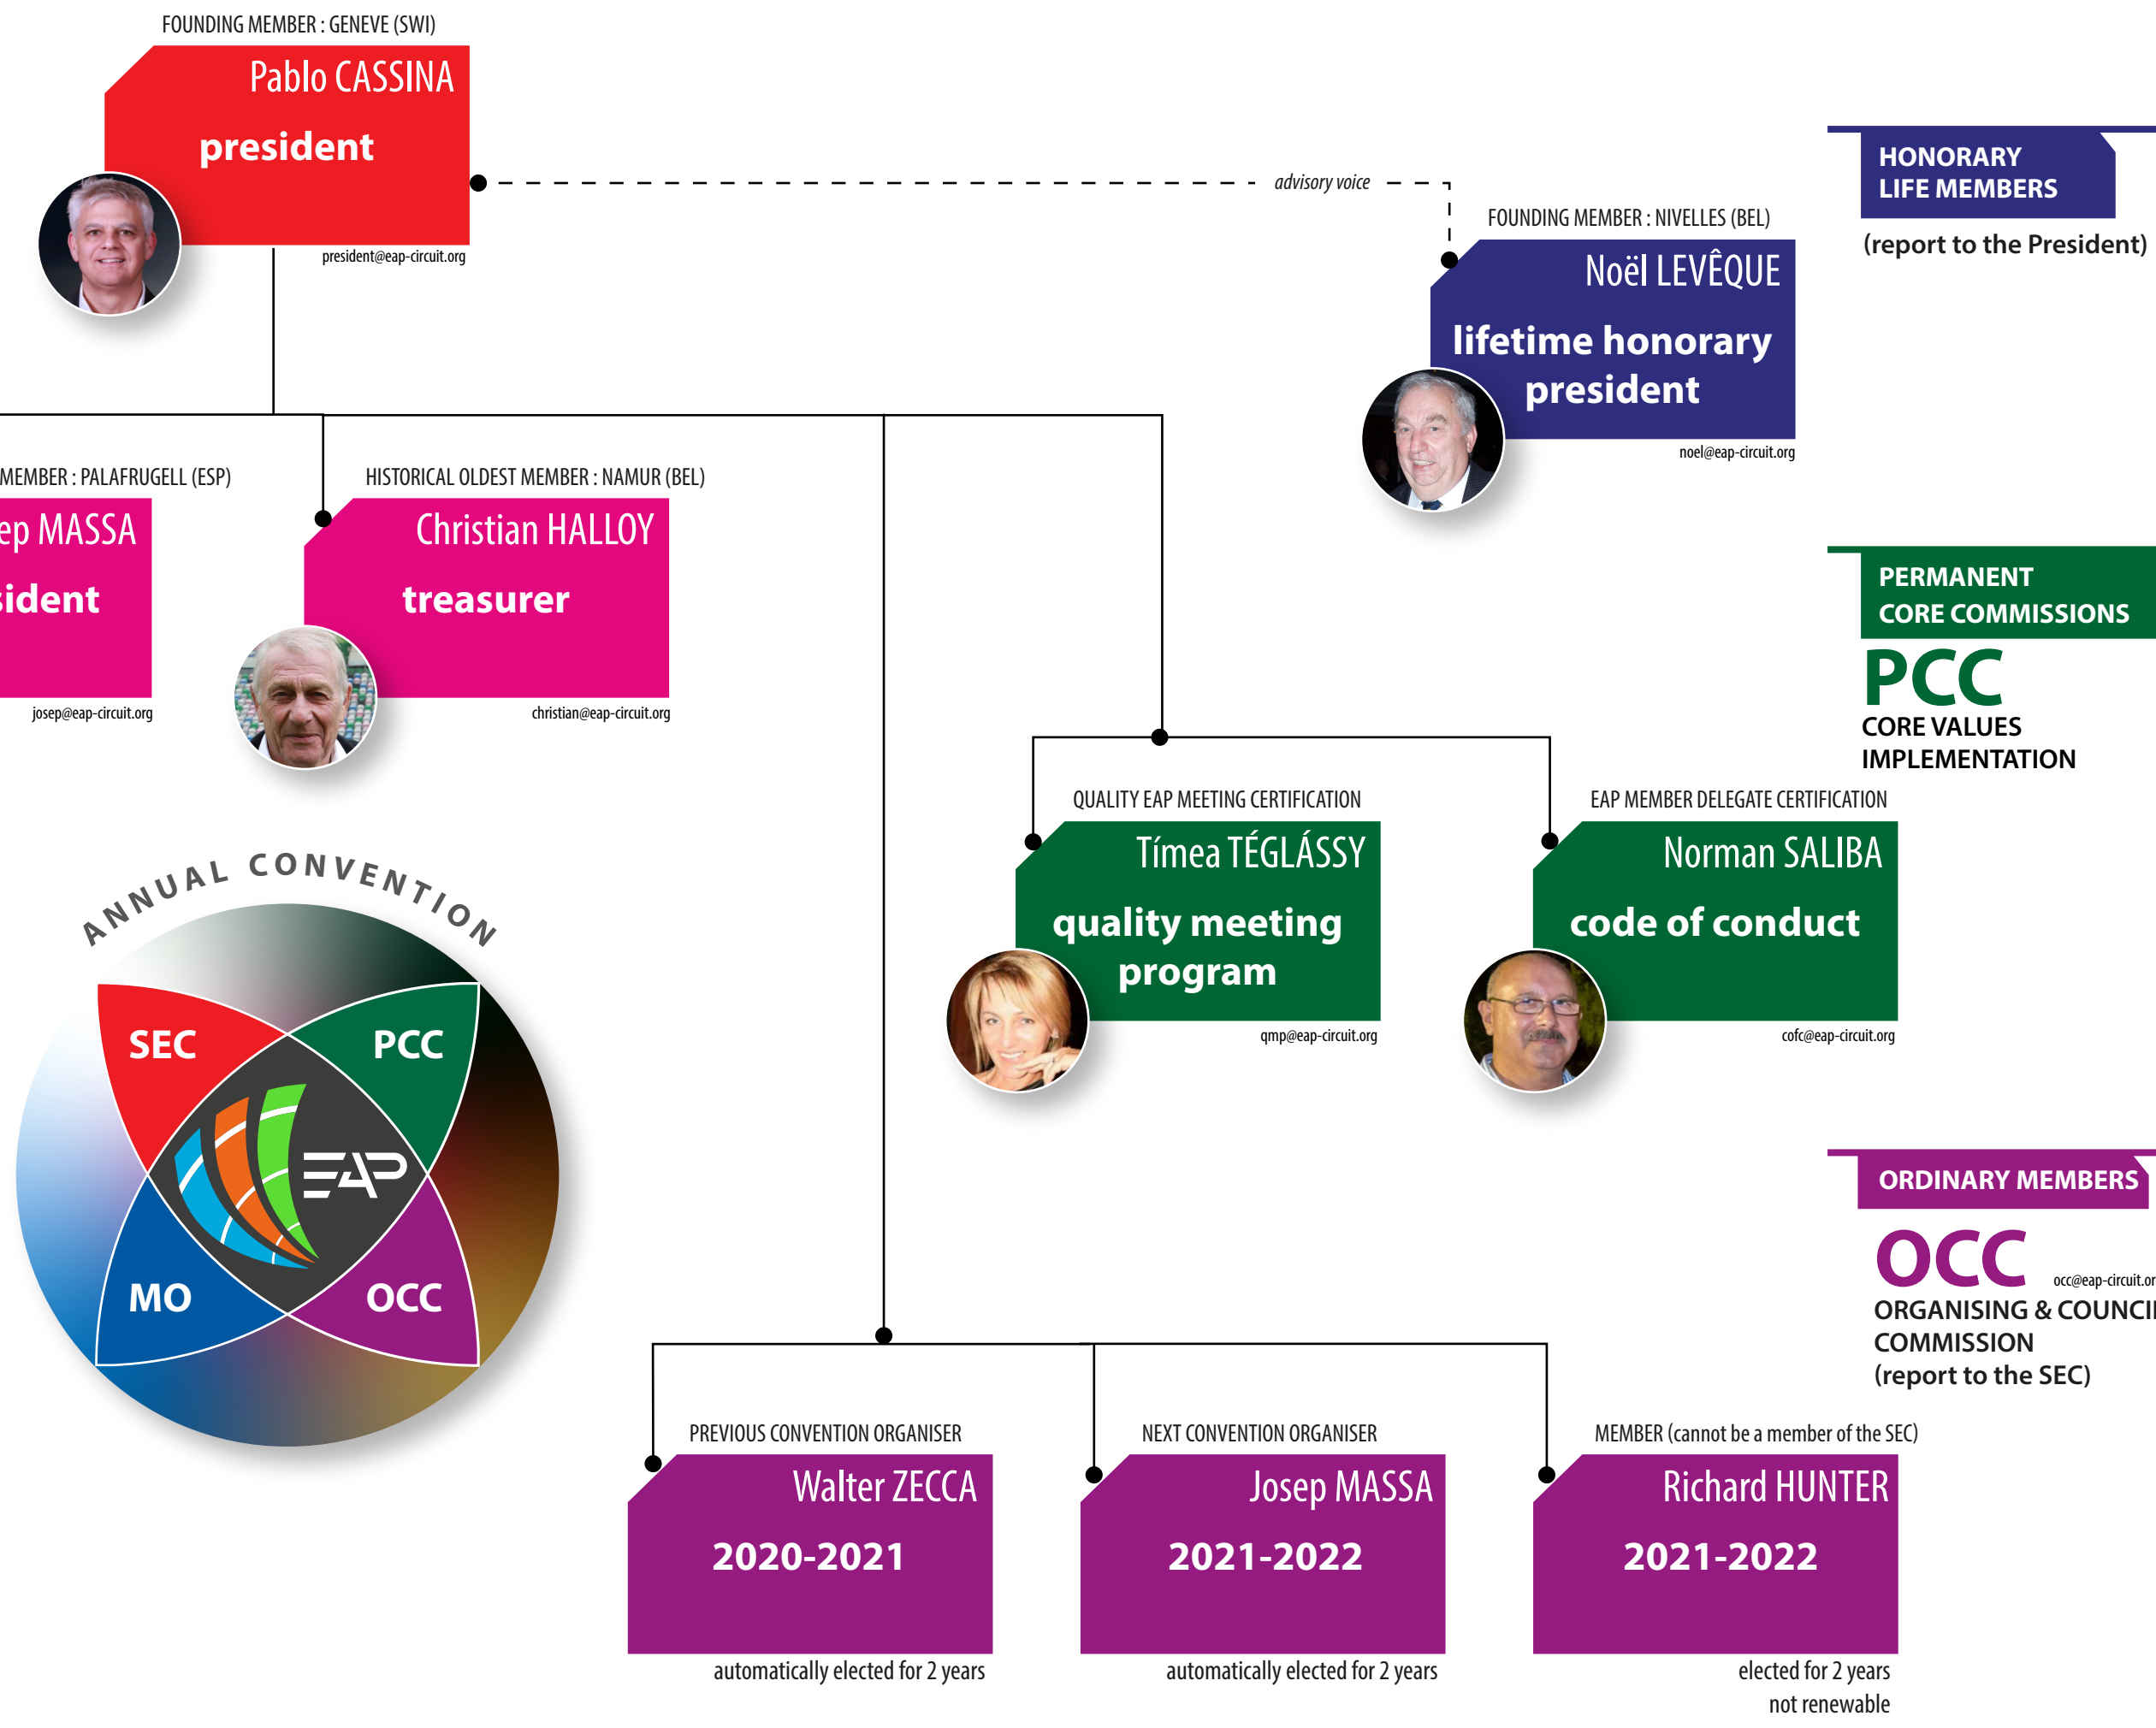 FOUNDING MEMBER : GENEVE (SWI)
Pablo CASSINA
president
president@eap-circuit.org
advisory voice
FOUNDING MEMBER : NIVELLES (BEL)
Noël LEVÊQUE
lifetime honorary
president
noel@eap-circuit.org
HONORARY
LIFE MEMBERS
(report to the President)
MEMBER : PALAFRUGELL (ESP)
ep MASSA
sident
josep@eap-circuit.org
HISTORICAL OLDEST MEMBER : NAMUR (BEL)
Christian HALLOY
treasurer
christian@eap-circuit.org
PERMANENT
CORE COMMISSIONS
PCC
CORE VALUES
IMPLEMENTATION
QUALITY EAP MEETING CERTIFICATION
Tímea TÉGLÁSSY
quality meeting
program
qmp@eap-circuit.org
EAP MEMBER DELEGATE CERTIFICATION
Norman SALIBA
code of conduct
cofc@eap-circuit.org
ANNUAL CONVENTION
SEC
PCC
EAP
MO
OCC
ORDINARY MEMBERS
OCC
occ@eap-circuit.or
ORGANISING & COUNCIL
COMMISSION
(report to the SEC)
PREVIOUS CONVENTION ORGANISER
Walter ZECCA
2020-2021
automatically elected for 2 years
NEXT CONVENTION ORGANISER
Josep MASSA
2021-2022
automatically elected for 2 years
MEMBER (cannot be a member of the SEC)
Richard HUNTER
2021-2022
elected for 2 years
not renewable